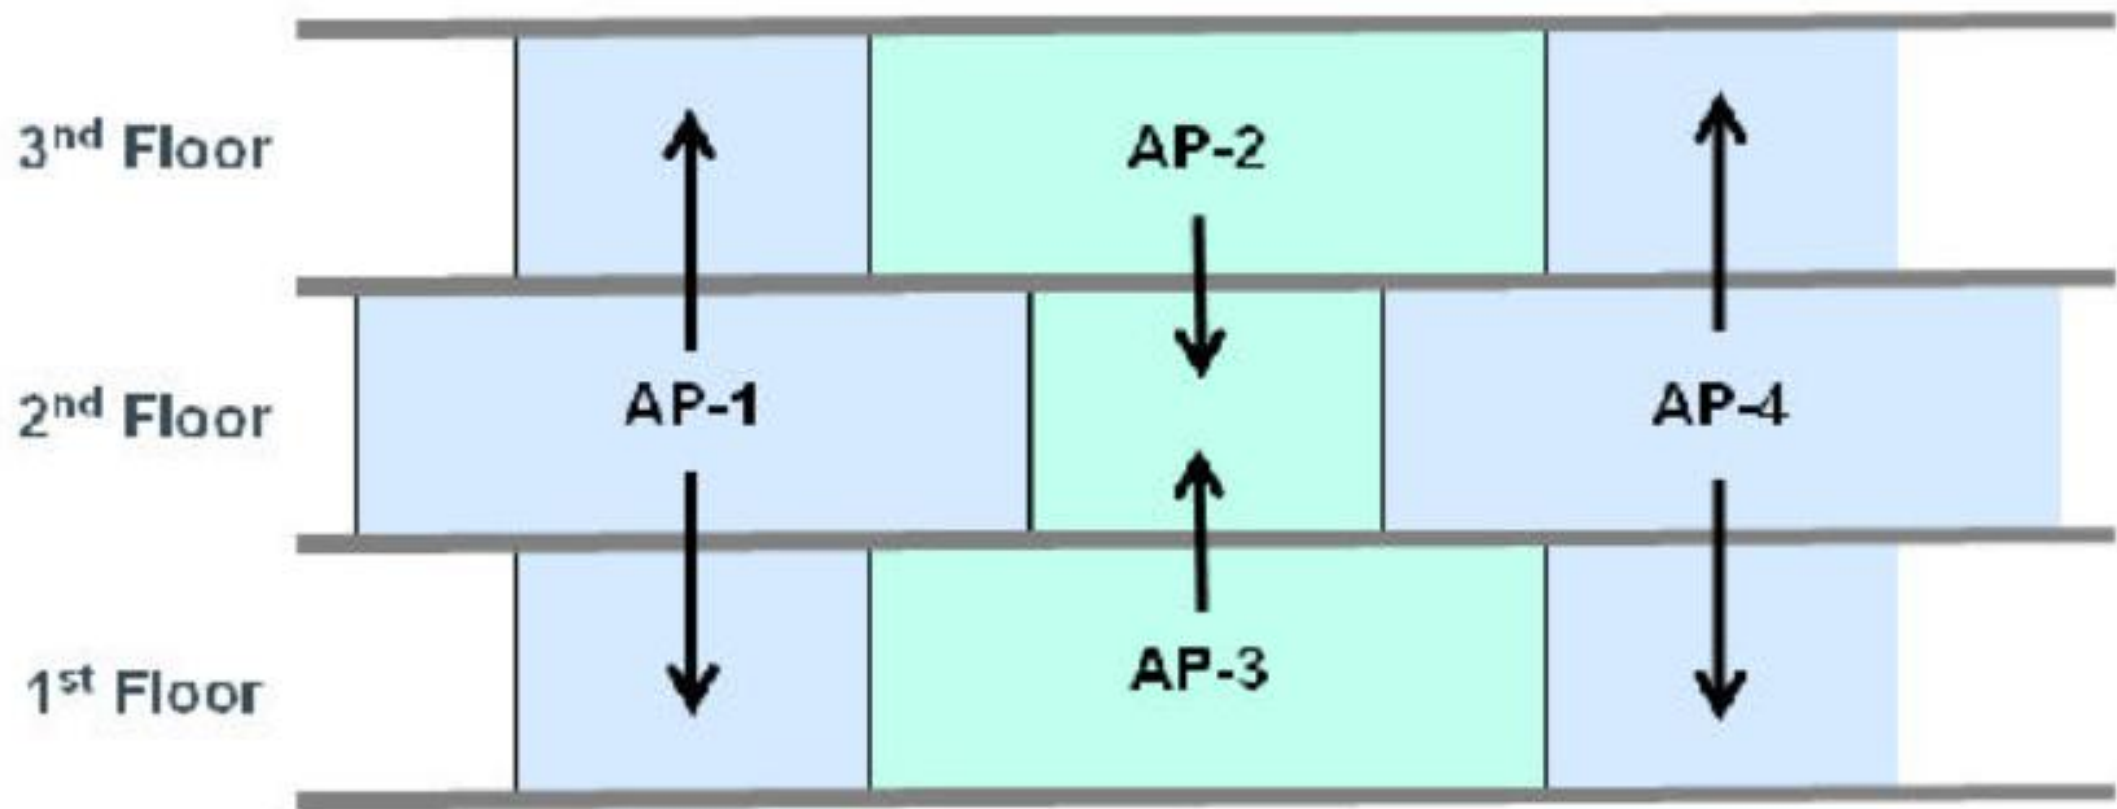 3nd Floor
AP-2
2nd Floor
AP-1
AP-4
1st Floor
AP-3